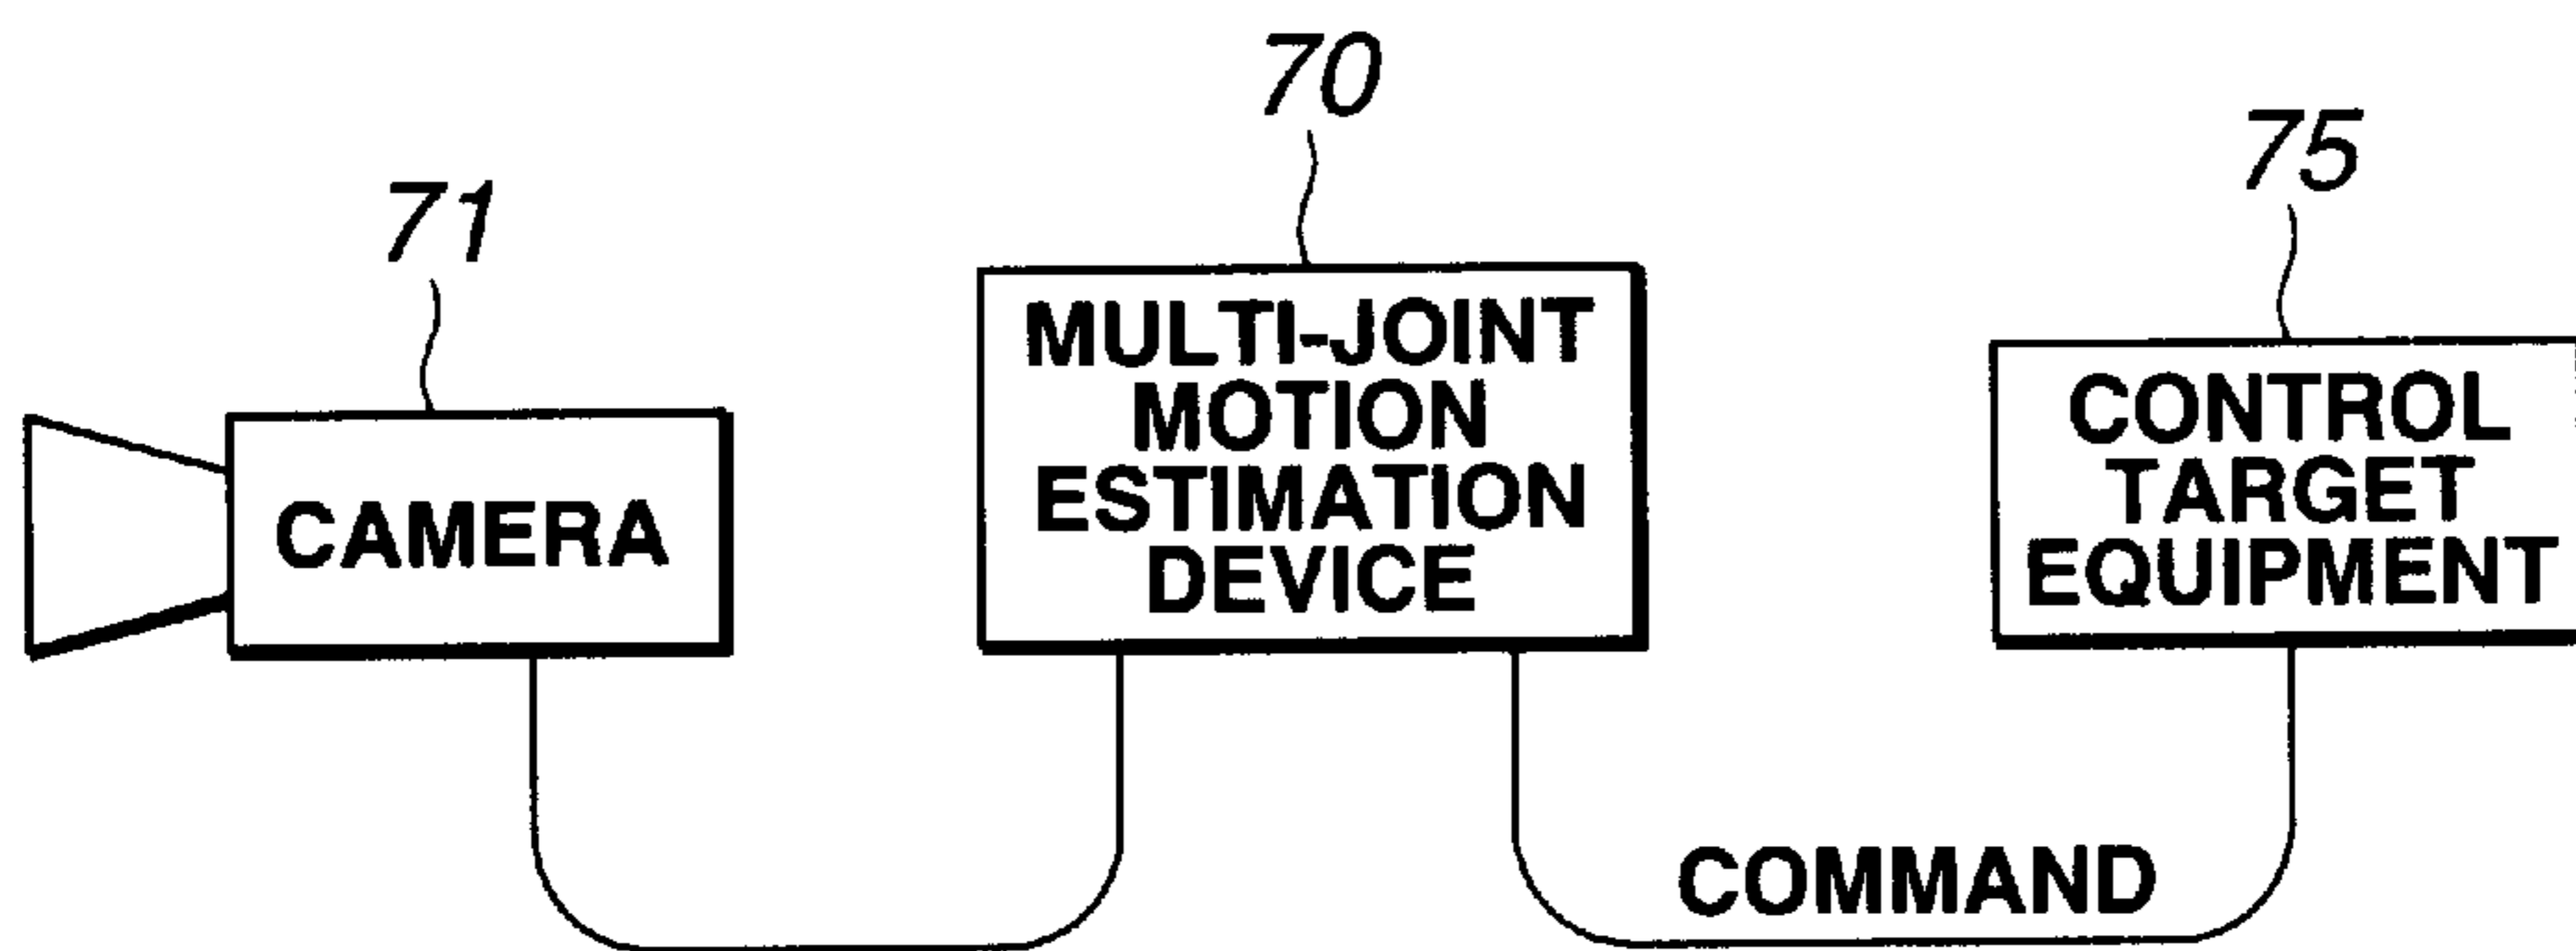 70
75
71
MULTI-JOINT
MOTION
ESTIMATION
DEVICE
CONTROL
TARGET
EQUIPMENT
CAMERA
COMMAND